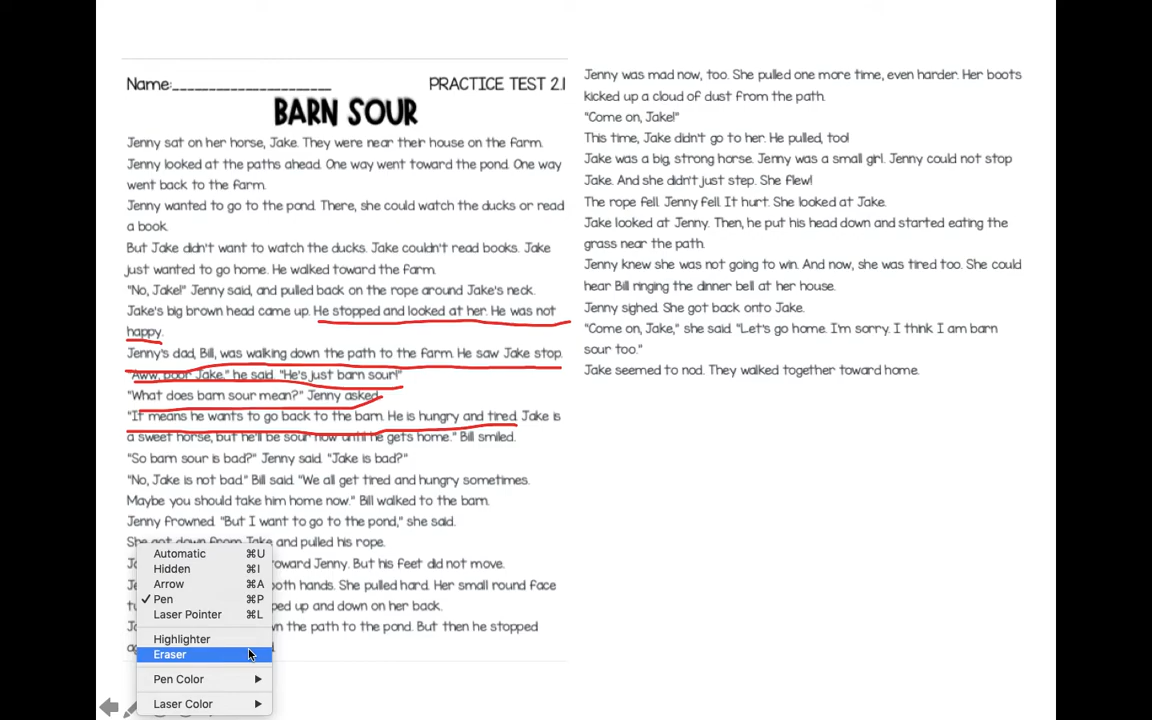 Name:____________________ PRACTICE TEST 2.1
BARN SOUR
Jenny sat on her horse, Jake. They were near their house on the farm.
Jenny looked at the paths ahead. One way went toward the pond. One way
went back to the farm.
Jenny wanted to go to the pond. There, she could watch the ducks or read
a book.
But Jake didn't want to watch the ducks. Jake couldn't read books. Jake
just wanted to go home. He walked toward the farm.
"No, Jake!" Jenny said, and pulled back on the rope around Jake's neck.
Jake's big brown head came up. He stopped and looked at her. He was not
happy.
Jenny's dad, Bill, was walking down the path to the farm. He saw Jake stop.
"Aww, poor Jake." he said. "He's just barn sour!"
"What does barn sour mean?" Jenny asked.
"It means he wants to go back to the barn. He is hungry and tired. Jake is
a sweet horse, but he'll be sour now until he gets home." Bill smiled.
"So barn sour is bad?" Jenny said. "Jake is bad?"
"No, Jake is not bad." Bill said. "We all get tired and hungry sometimes.
Maybe you should take him home now." Bill walked to the barn.
Jenny frowned. "But I want to go to the pond," she said.
She got down from Jake and pulled his rope.
toward Jenny. But his feet did not move.
both hands. She pulled hard. Her small round face
up and down on her back.
the path to the pond. But then he stopped
Automatic ⌘U
Hidden ⌘I
Arrow ⌘A
✓ Pen ⌘P
Laser Pointer ⌘L
Highlighter
Eraser
Pen Color
Laser Color
Jenny was mad now, too. She pulled one more time, even harder. Her boots
kicked up a cloud of dust from the path.
"Come on, Jake!"
This time, Jake didn't go to her. He pulled, too!
Jake was a big, strong horse. Jenny was a small girl. Jenny could not stop
Jake. And she didn't just step. She flew!
The rope fell. Jenny fell. It hurt. She looked at Jake.
Jake looked at Jenny. Then, he put his head down and started eating the
grass near the path.
Jenny knew she was not going to win. And now, she was tired too. She could
hear Bill ringing the dinner bell at her house.
Jenny sighed. She got back onto Jake.
"Come on, Jake," she said. "Let's go home. I'm sorry. I think I am barn
sour too."
Jake seemed to nod. They walked together toward home.